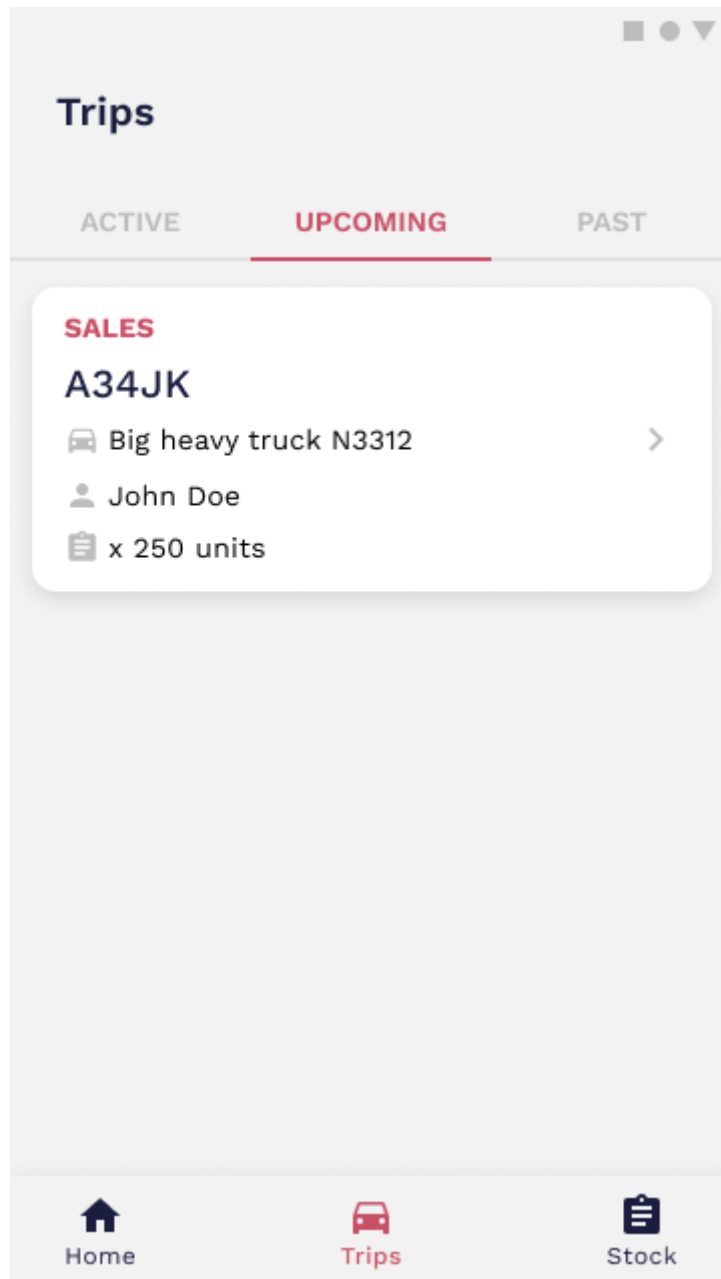 Trips
ACTIVE UPCOMING PAST
SALES
A34JK
Big heavy truck N3312
John Doe
x 250 units
Home Trips Stock